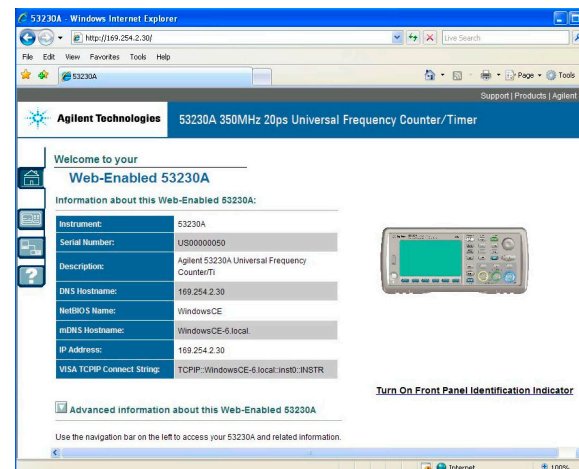 53230A - Windows Internet Explorer
http://169.254.2.30/
Live Search
File Edit View Favorites Tools Help
53230A
Page Tools
Support | Products | Agilent
Agilent Technologies
53230A 350MHz 20ps Universal Frequency Counter/Timer
Welcome to your
Web-Enabled 53230A
Information about this Web-Enabled 53230A:
Instrument: 53230A
Serial Number: US00000050
Description: Agilent 53230A Universal Frequency
Counter/Ti
DNS Hostname: 169.254.2.30
NetBIOS Name: WindowsCE
mDNS Hostname: WindowsCE-6.local.
IP Address: 169.254.2.30
VISA TCPIP Connect String: TCPIP::WindowsCE-6.local::inst0::INSTR
Turn On Front Panel Identification Indicator
Advanced information about this Web-Enabled 53230A
Use the navigation bar on the left to access your 53230A and related information.
Internet
100%